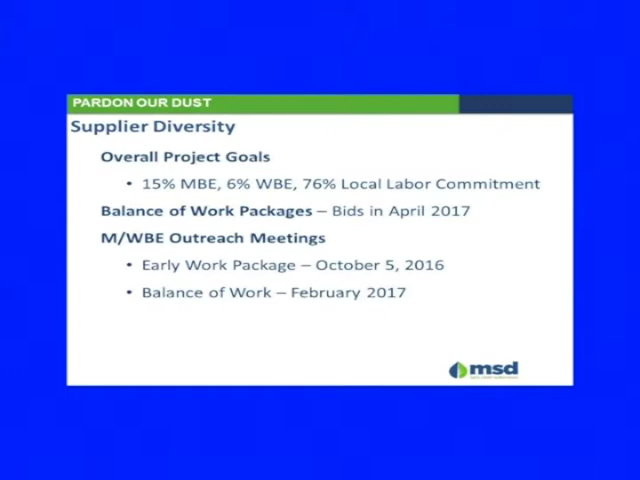 PARDON OUR DUST
Supplier Diversity
Overall Project Goals
• 15% MBE, 6% WBE, 76% Local Labor Commitment
Balance of Work Packages – Bids in April 2017
M/WBE Outreach Meetings
• Early Work Package – October 5, 2016
• Balance of Work – February 2017
msd